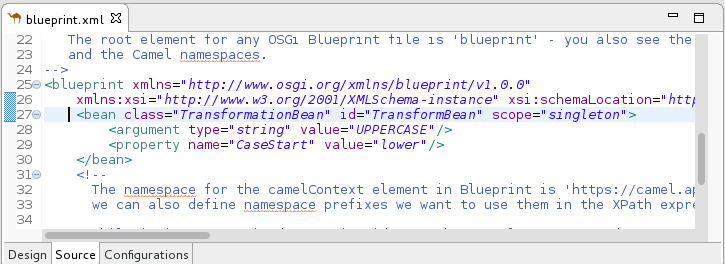 blueprint.xml
22 The root element for any OSGi Blueprint file is 'blueprint' - you also see the
23 and the Camel namespaces.
24 -->
25 <blueprint xmlns="http://www.osgi.org/xmlns/blueprint/v1.0.0"
26 xmlns:xsi="http://www.w3.org/2001/XMLSchema-instance" xsi:schemaLocation="http
27 <bean class="TransformationBean" id="TransformBean" scope="singleton">
28 <argument type="string" value="UPPERCASE"/>
29 <property name="CaseStart" value="lower"/>
30 </bean>
31 <!--
32 The namespace for the camelContext element in Blueprint is 'https://camel.ap
33 we can also define namespace prefixes we want to use them in the XPath expre
34
Design Source Configurations